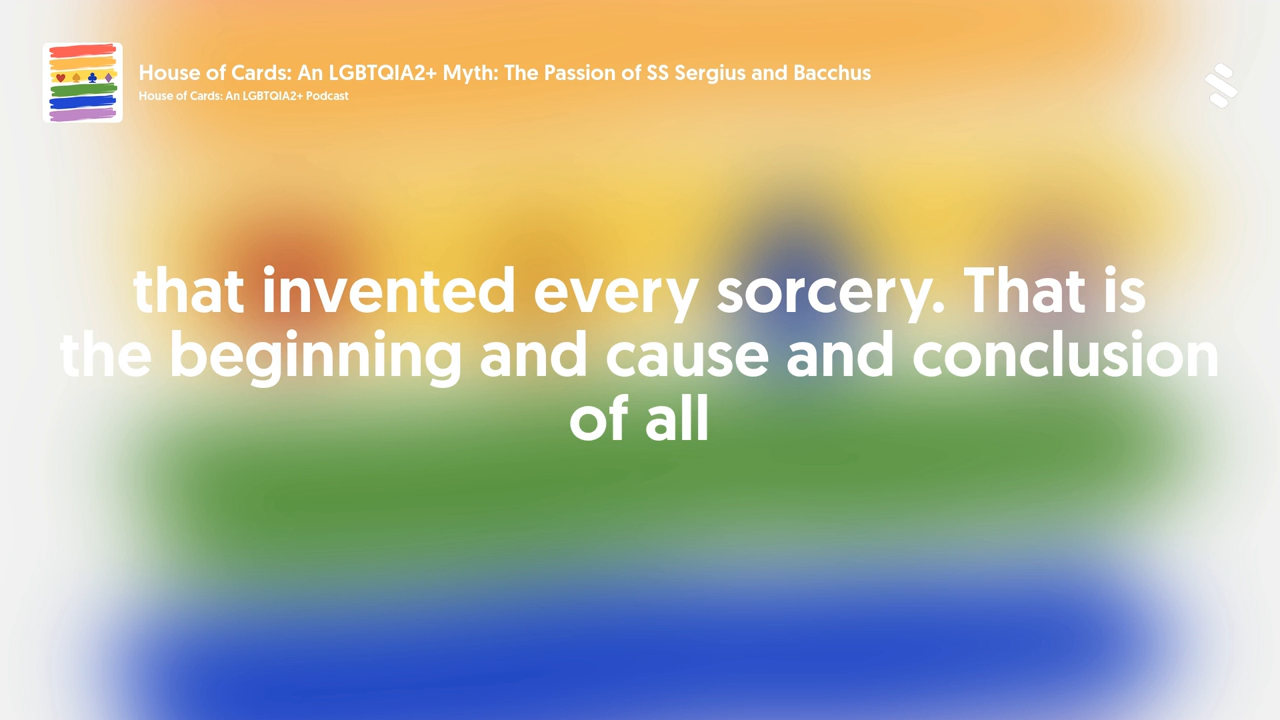 House of Cards: An LGBTQIA2+ Myth: The Passion of SS Sergius and Bacchus
House of Cards: An LGBTQIA2+ Podcast
that invented every sorcery. That is
the beginning and cause and conclusion
of all